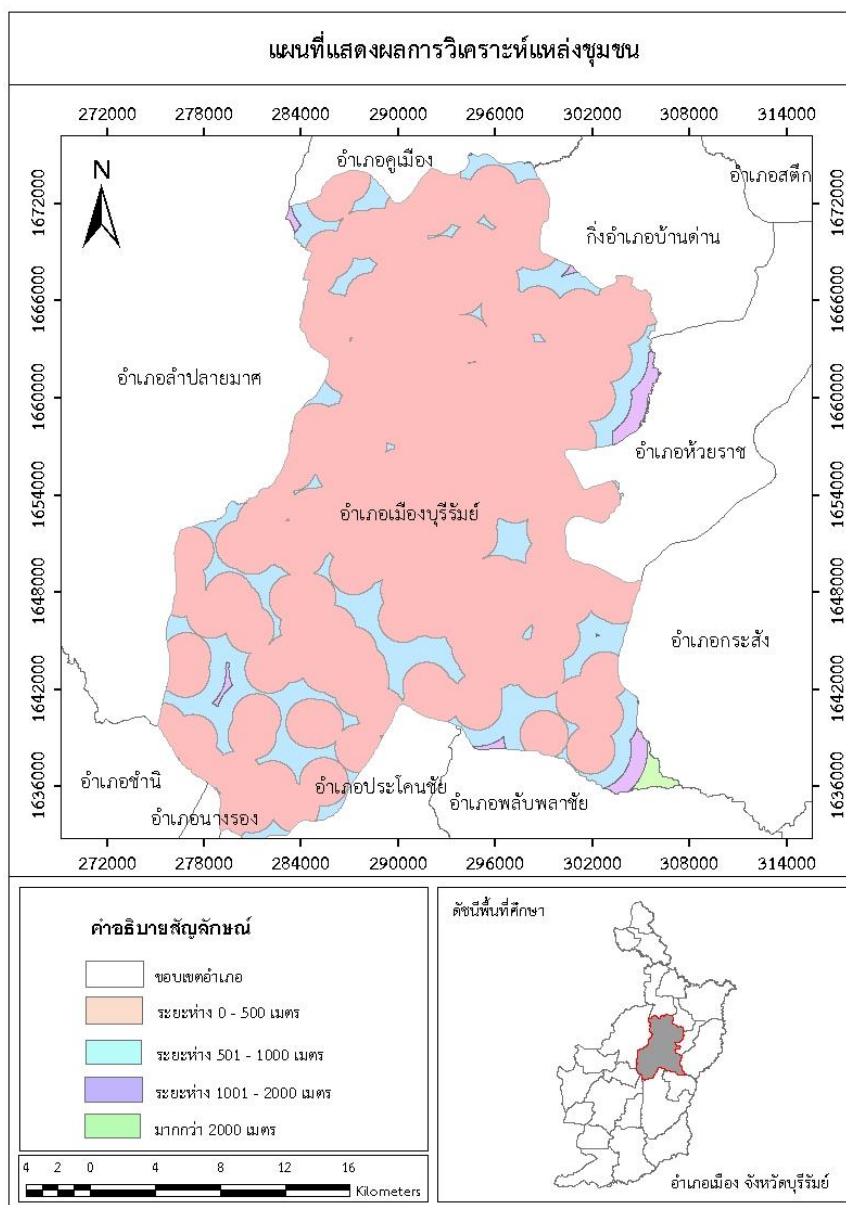 แผนที่แสดงผลการวิเคราะห์แหล่งชุมชน
272000 278000 284000 290000 296000 302000 308000 314000
N
อำเภอคูเมือง
อำเภอสตึก
กิ่งอำเภอบ้านด่าน
อำเภอลำปลายมาศ
อำเภอห้วยราช
อำเภอเมืองบุรีรัมย์
อำเภอกระสัง
อำเภอชำนิ
อำเภอนางรอง
อำเภอประโคนชัย
อำเภอพลับพลาชัย
1672000 1672000
1666000 1666000
1660000 1660000
1654000 1654000
1648000 1648000
1642000 1642000
1636000 1636000
272000 278000 284000 290000 296000 302000 308000 314000
คำอธิบายสัญลักษณ์
ขอบเขตอำเภอ
ระยะห่าง 0 - 500 เมตร
ระยะห่าง 501 - 1000 เมตร
ระยะห่าง 1001 - 2000 เมตร
มากกว่า 2000 เมตร
4 2 0 4 8 12 16
Kilometers
ดัชนีพื้นที่ศึกษา
อำเภอเมือง จังหวัดบุรีรัมย์